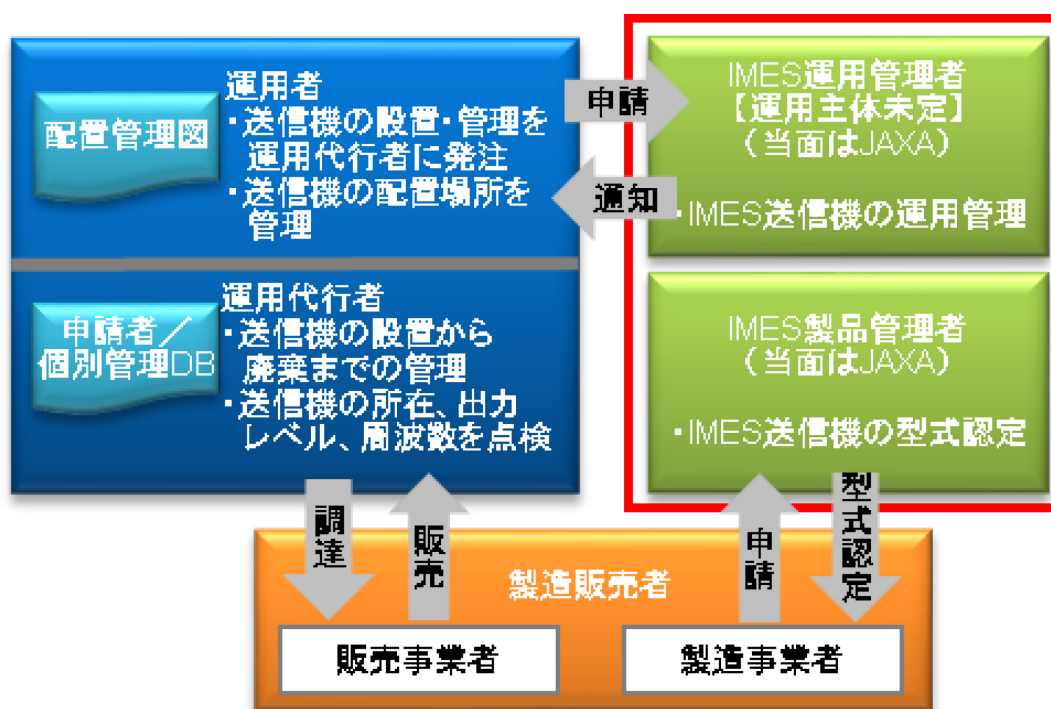 配置管理図
運用者
・送信機の設置・管理を
運用代行者に発注
・送信機の配置場所を
管理
申請
通知
IMES運用管理者
【運用主体未定】
（当面はJAXA）
・IMES送信機の運用管理
申請者／
個別管理DB
運用代行者
・送信機の設置から
廃棄までの管理
・送信機の所在、出力
レベル、周波数を点検
IMES製品管理者
（当面はJAXA）
・IMES送信機の型式認定
調達
販売
申請
型式認定
製造販売者
販売事業者
製造事業者